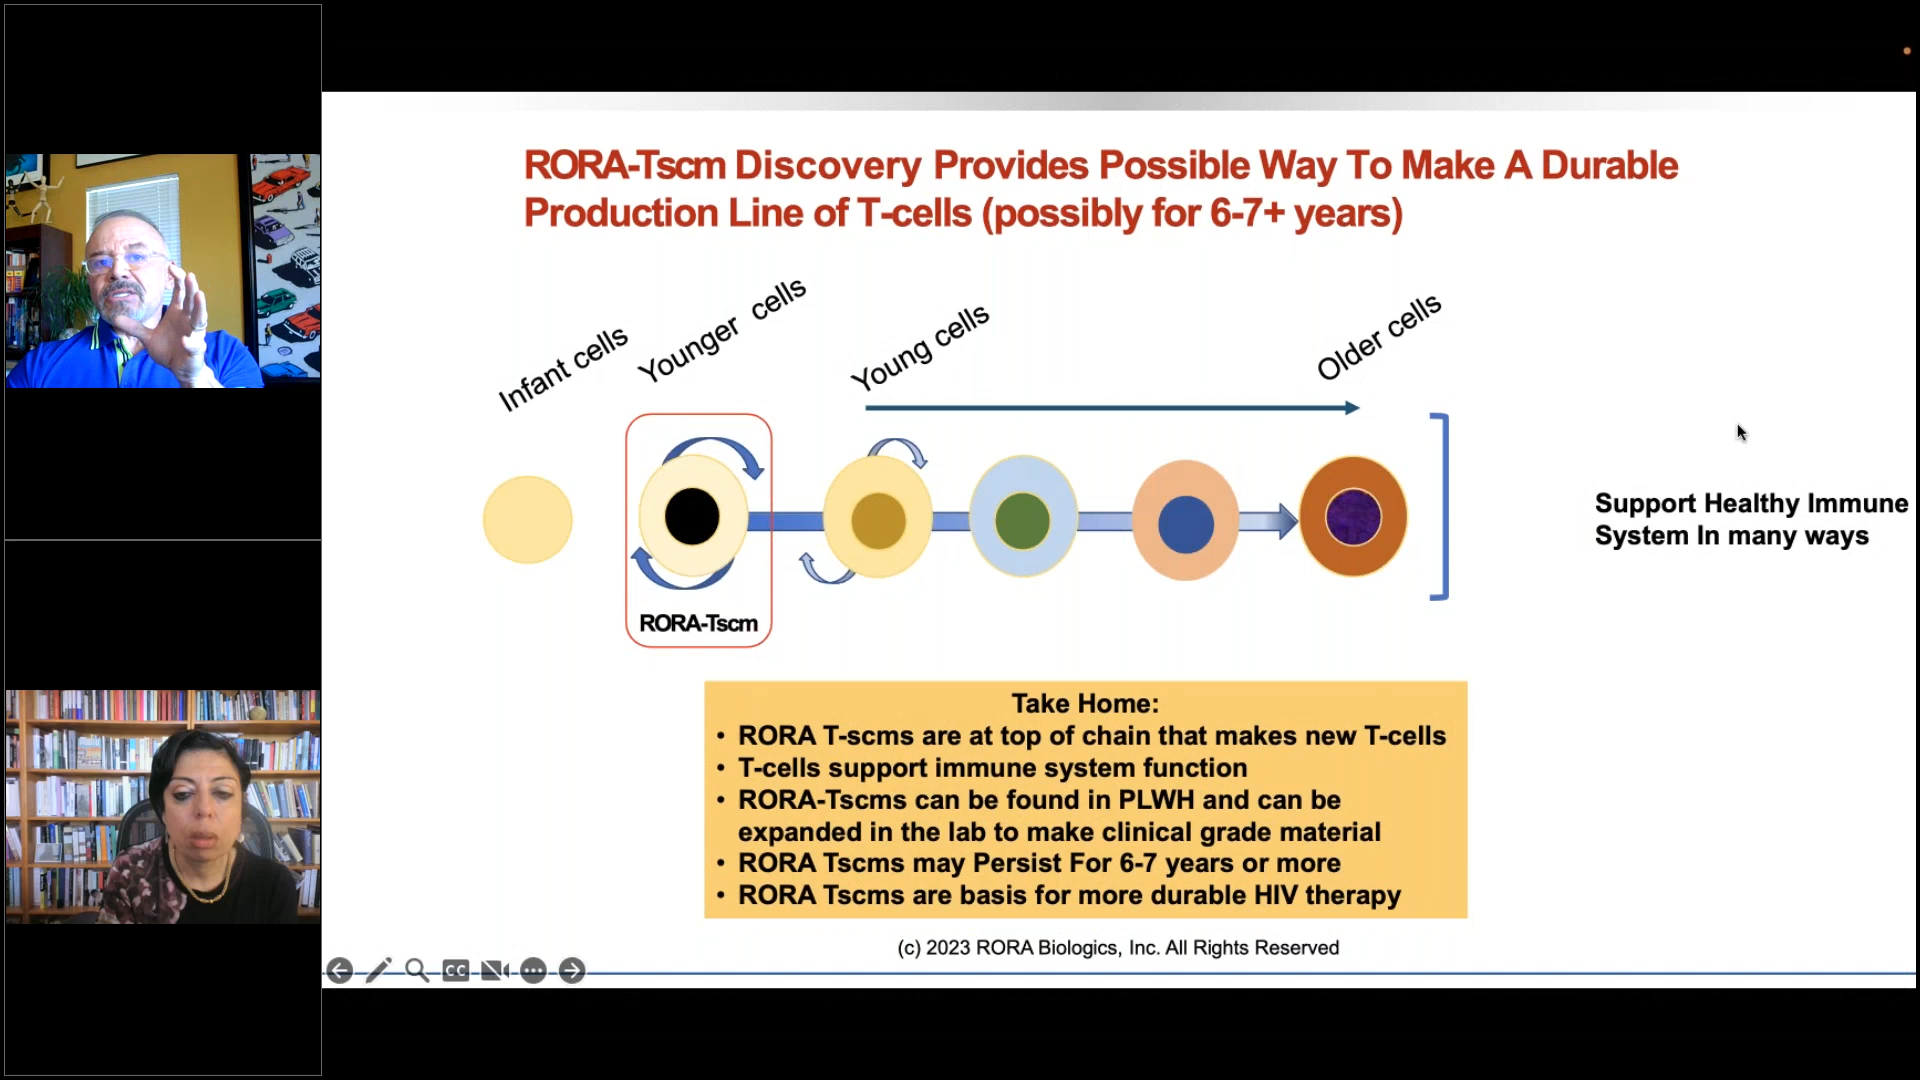 RORA-Tscm Discovery Provides Possible Way To Make A Durable
Production Line of T-cells (possibly for 6-7+ years)
Infant cells
Younger cells
Young cells
Older cells
RORA-Tscm
Support Healthy Immune
System In many ways
Take Home:
• RORA T-scms are at top of chain that makes new T-cells
• T-cells support immune system function
• RORA-Tscms can be found in PLWH and can be
expanded in the lab to make clinical grade material
• RORA Tscms may Persist For 6-7 years or more
• RORA Tscms are basis for more durable HIV therapy
(c) 2023 RORA Biologics, Inc. All Rights Reserved
CC